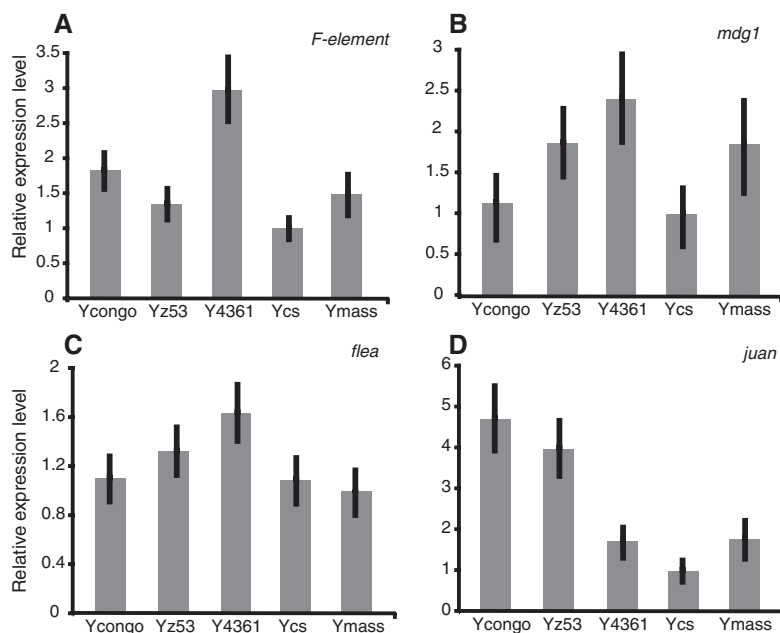 A
F-element
Relative expression level
3.5
3
2.5
2
1.5
1
0.5
0
Ycongo Yz53 Y4361 Ycs Ymass
B
mdg1
3
2.5
2
1.5
1
0.5
0
Ycongo Yz53 Y4361 Ycs Ymass
C
flea
Relative expression level
2
1.6
1.2
0.8
0.4
0
Ycongo Yz53 Y4361 Ycs Ymass
D
juan
6
5
4
3
2
1
0
Ycongo Yz53 Y4361 Ycs Ymass